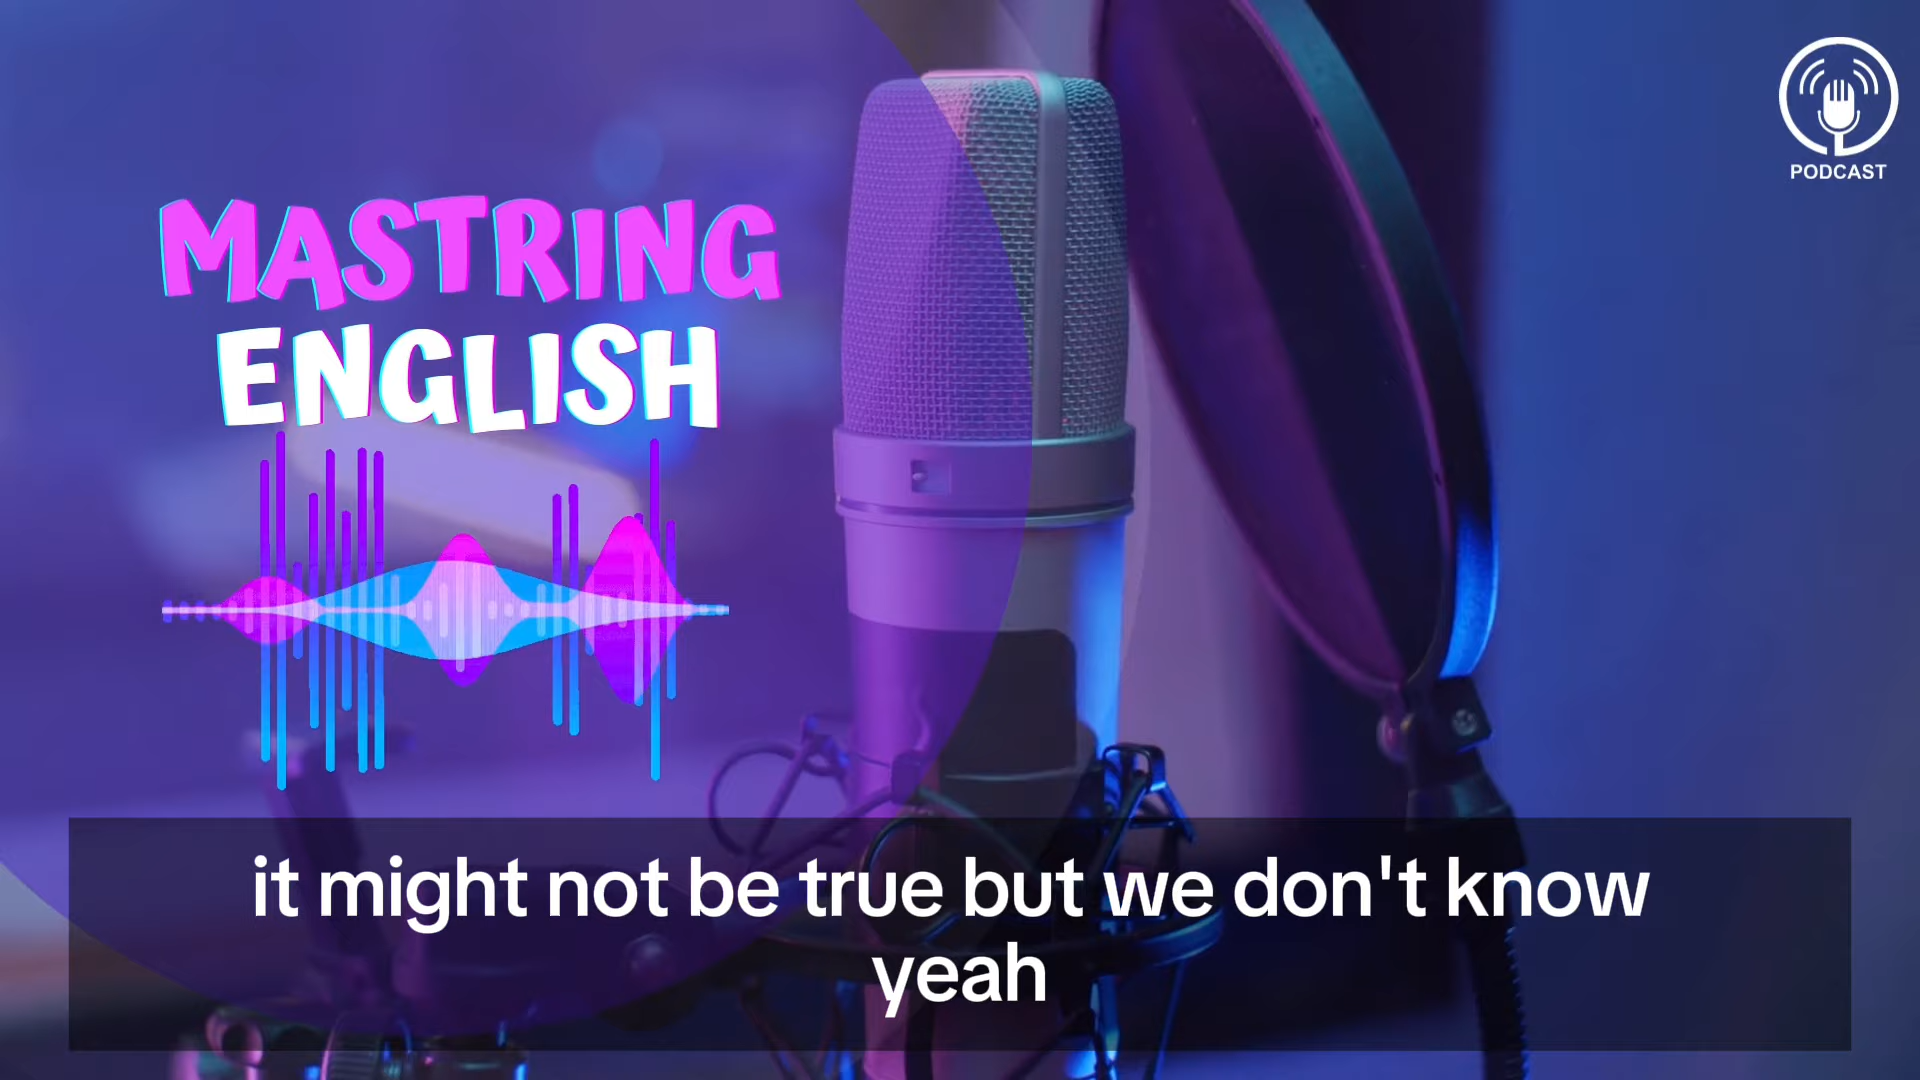 PODCAST
MASTRING
ENGLISH
it might not be true but we don't know
yeah